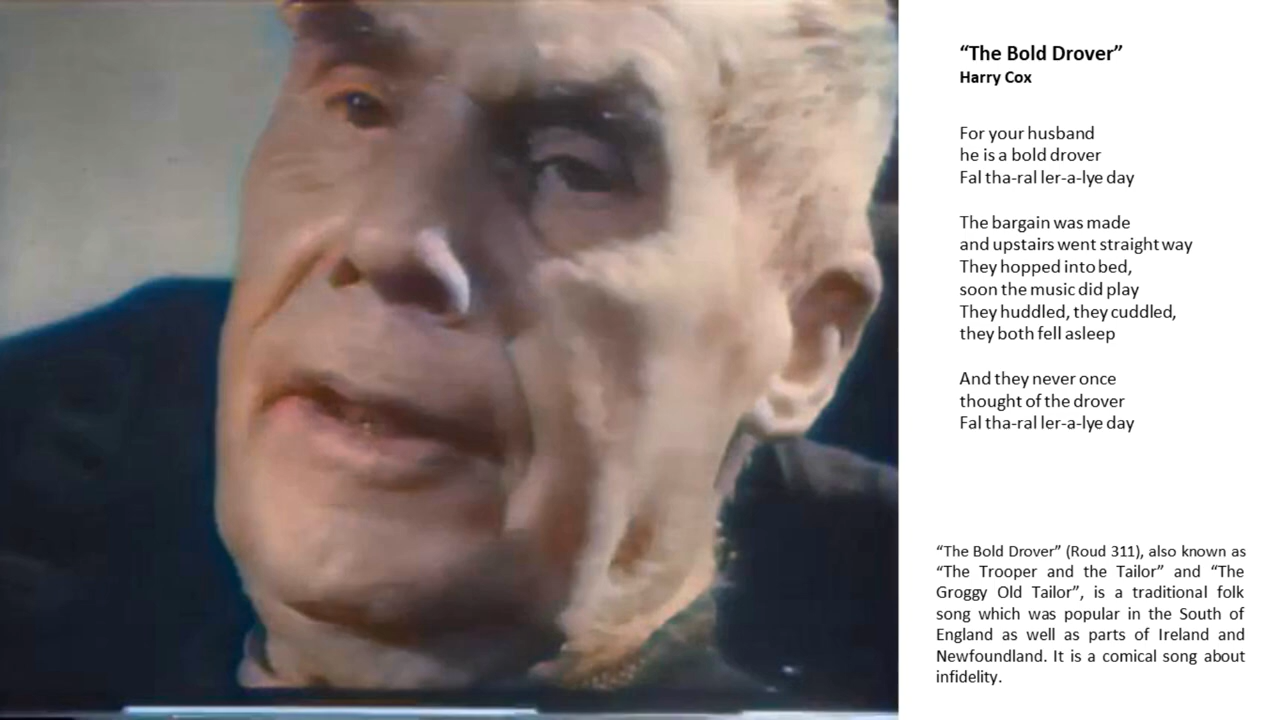 “The Bold Drover”
Harry Cox
For your husband
he is a bold drover
Fal tha-ral ler-a-lye day
The bargain was made
and upstairs went straight way
They hopped into bed,
soon the music did play
They huddled, they cuddled,
they both fell asleep
And they never once
thought of the drover
Fal tha-ral ler-a-lye day
“The Bold Drover” (Roud 311), also known as
“The Trooper and the Tailor” and “The
Groggy Old Tailor”, is a traditional folk
song which was popular in the South of
England as well as parts of Ireland and
Newfoundland. It is a comical song about
infidelity.